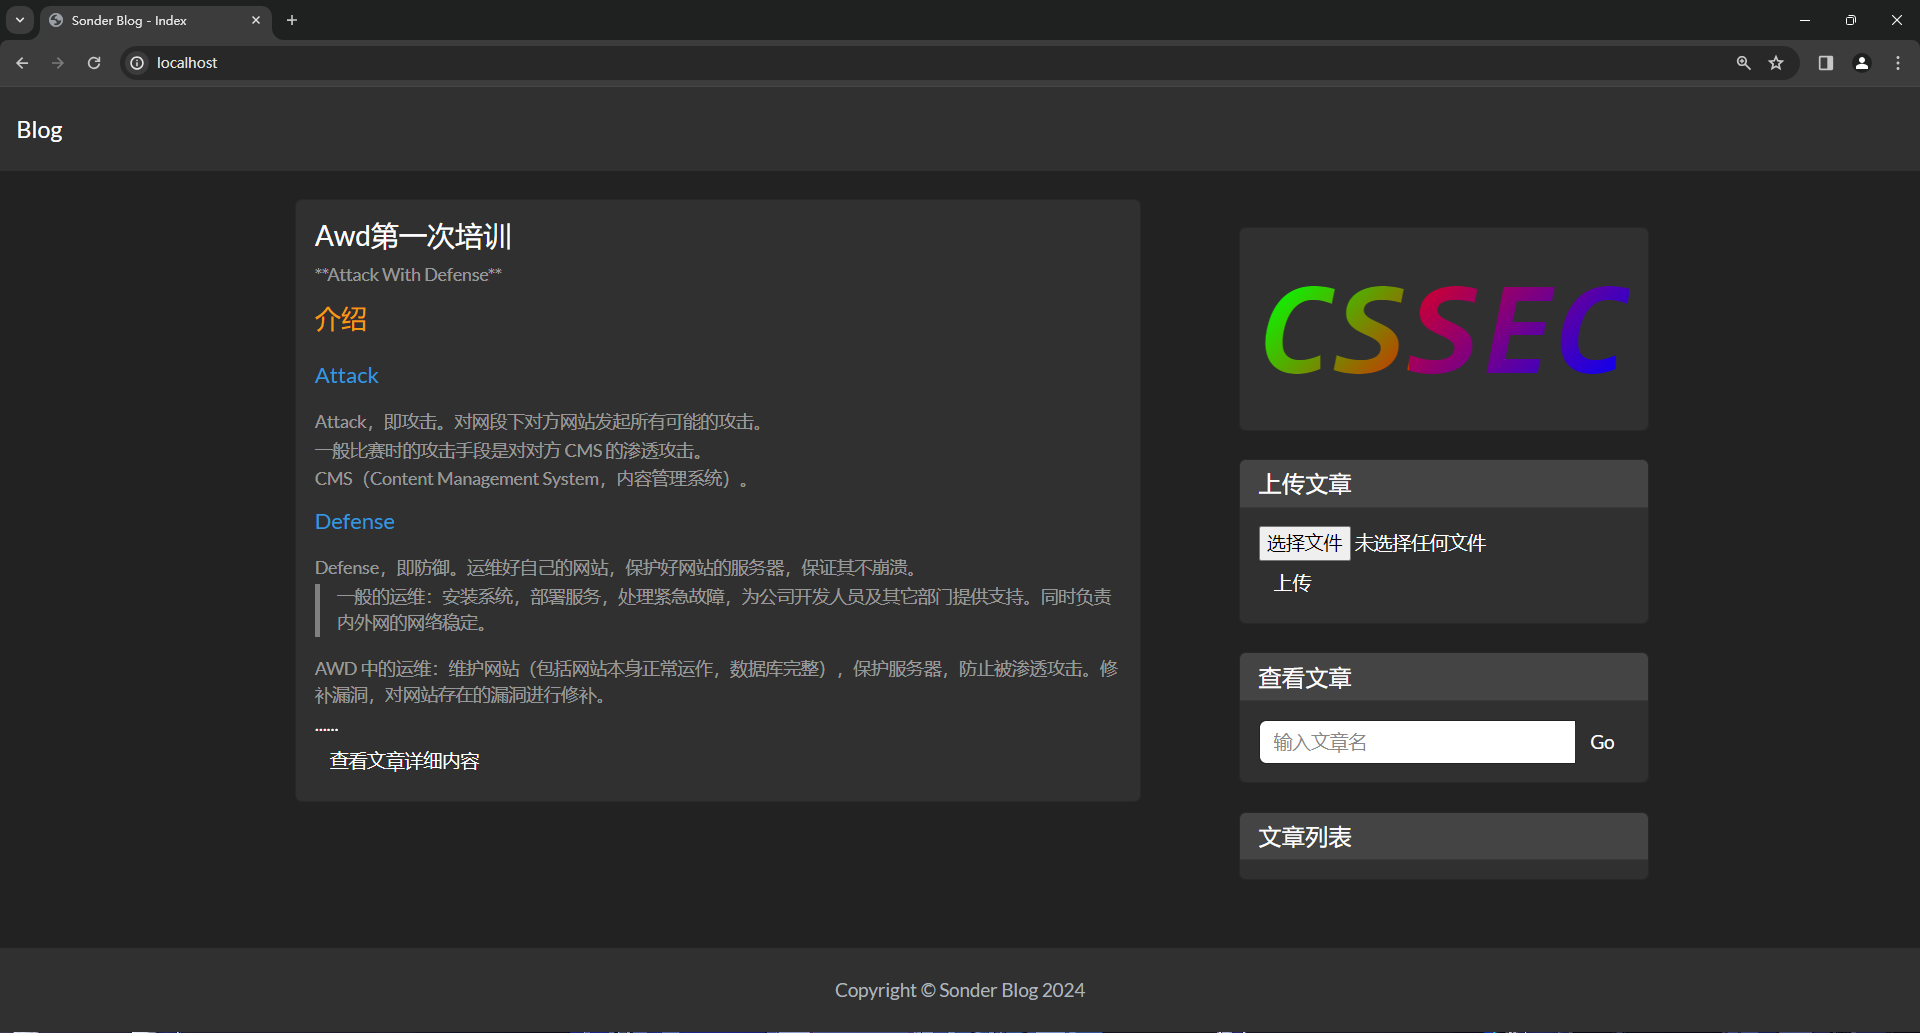 Sonder Blog - Index
localhost
Blog
Awd第一次培训
**Attack With Defense**
介绍
Attack
Attack，即攻击。对网段下对方网站发起所有可能的攻击。
一般比赛时的攻击手段是对对方 CMS 的渗透攻击。
CMS（Content Management System，内容管理系统）。
Defense
Defense，即防御。运维好自己的网站，保护好网站的服务器，保证其不崩溃。
一般的运维：安装系统，部署服务，处理紧急故障，为公司开发人员及其它部门提供支持。同时负责
内外网的网络稳定。
AWD 中的运维：维护网站（包括网站本身正常运作，数据库完整），保护服务器，防止被渗透攻击。修
补漏洞，对网站存在的漏洞进行修补。
......
查看文章详细内容
CSSEC
上传文章
选择文件 未选择任何文件
上传
查看文章
输入文章名 Go
文章列表
Copyright © Sonder Blog 2024